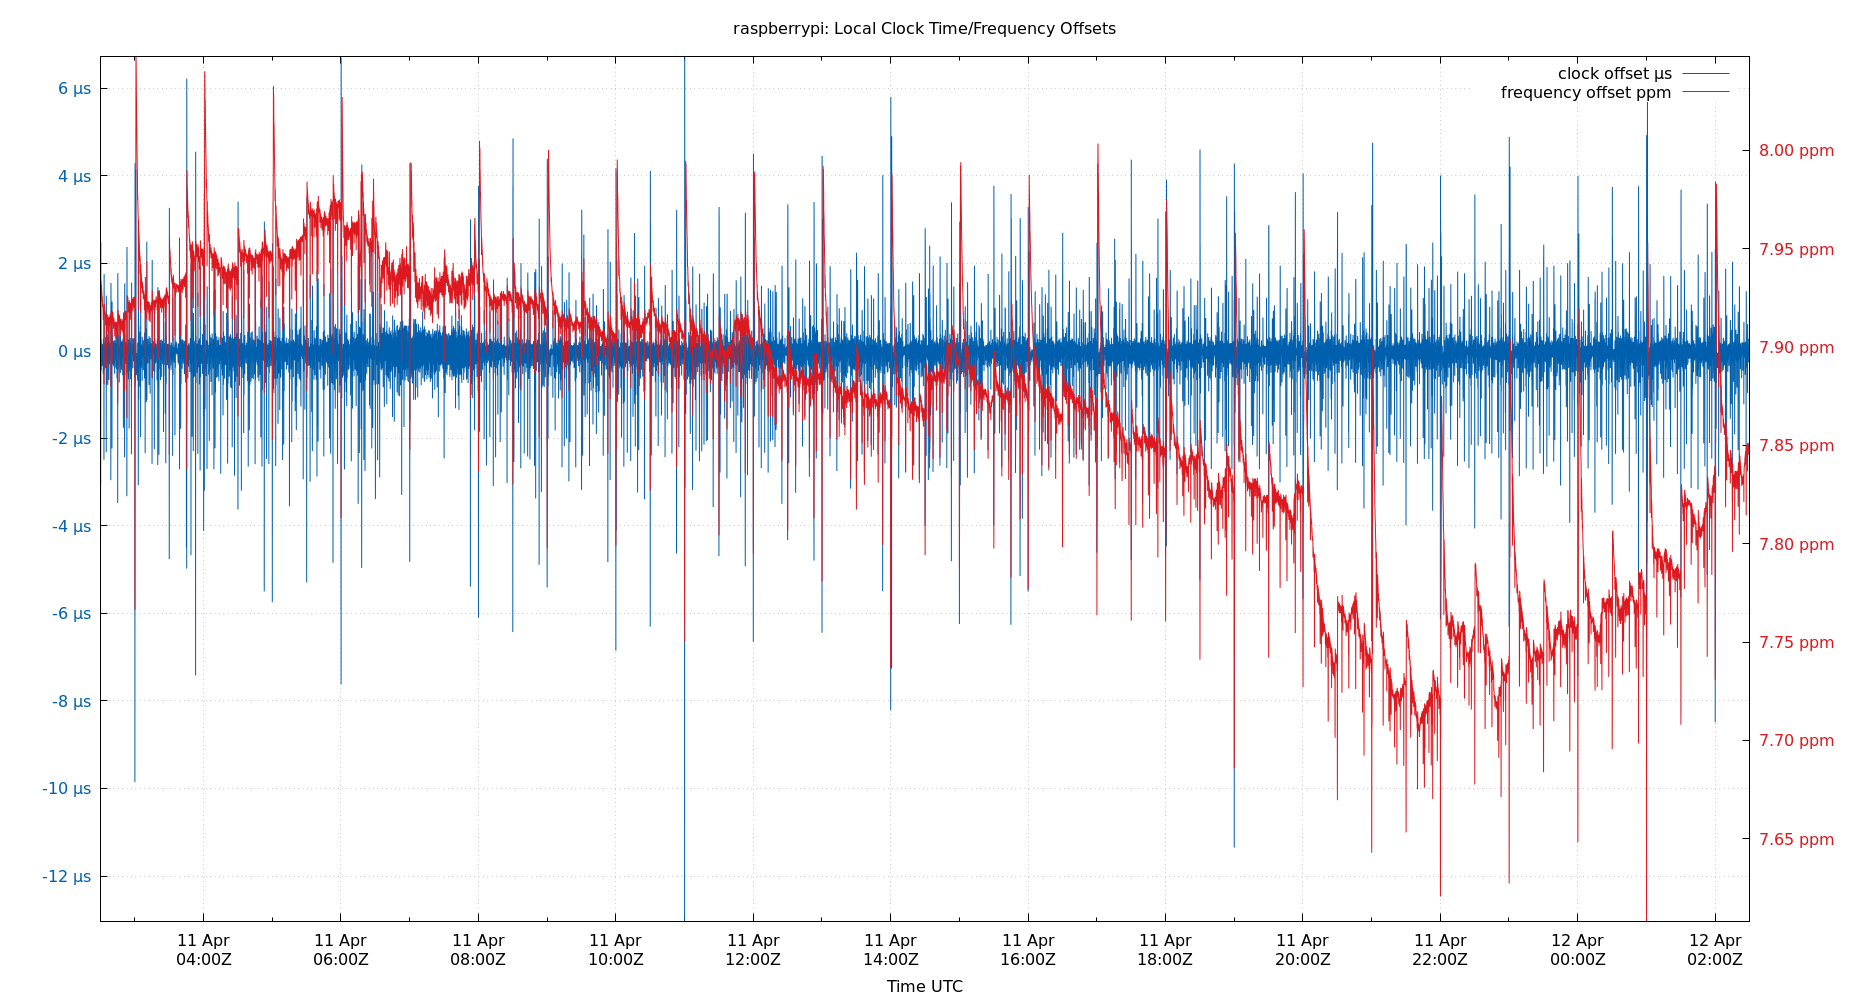 raspberrypi: Local Clock Time/Frequency Offsets
clock offset µs
frequency offset ppm
6 µs
4 µs
2 µs
0 µs
-2 µs
-4 µs
-6 µs
-8 µs
-10 µs
-12 µs
8.00 ppm
7.95 ppm
7.90 ppm
7.85 ppm
7.80 ppm
7.75 ppm
7.70 ppm
7.65 ppm
11 Apr
04:00Z
11 Apr
06:00Z
11 Apr
08:00Z
11 Apr
10:00Z
11 Apr
12:00Z
11 Apr
14:00Z
11 Apr
16:00Z
11 Apr
18:00Z
11 Apr
20:00Z
11 Apr
22:00Z
12 Apr
00:00Z
12 Apr
02:00Z
Time UTC